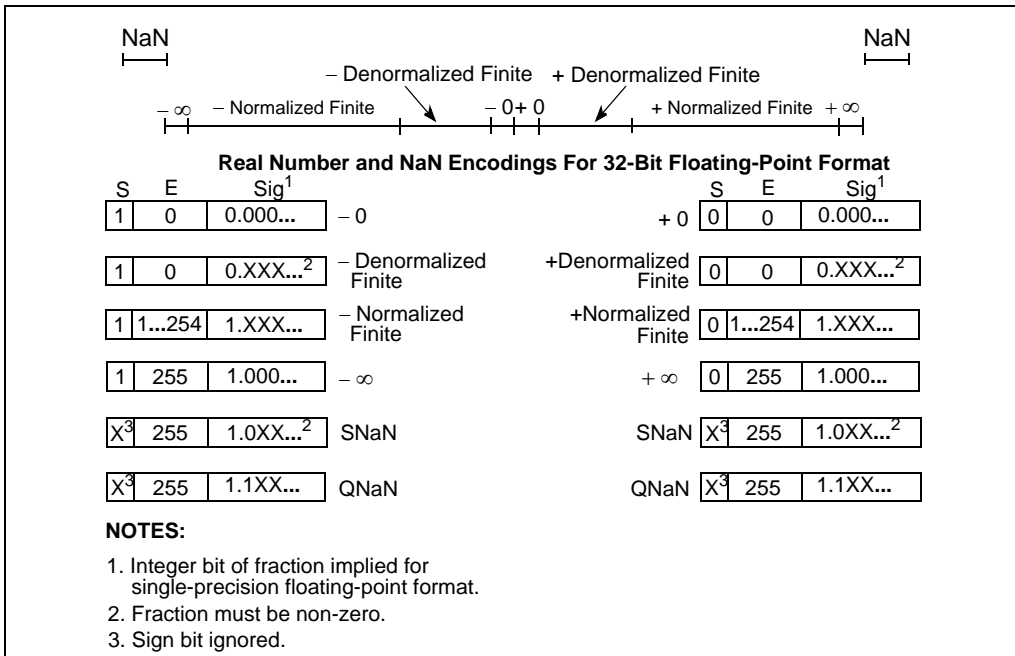 NaN NaN
– Denormalized Finite + Denormalized Finite
– ∞ – Normalized Finite – 0 + 0 + Normalized Finite + ∞
Real Number and NaN Encodings For 32-Bit Floating-Point Format
S E Sig1 S E Sig1
1 0 0.000... – 0 + 0 0 0 0.000...
1 0 0.XXX...2 – Denormalized Finite +Denormalized Finite 0 0 0.XXX...2
1 1...254 1.XXX... – Normalized Finite +Normalized Finite 0 1...254 1.XXX...
1 255 1.000... – ∞ + ∞ 0 255 1.000...
X3 255 1.0XX...2 SNaN SNaN X3 255 1.0XX...2
X3 255 1.1XX... QNaN QNaN X3 255 1.1XX...
NOTES:
1. Integer bit of fraction implied for
single-precision floating-point format.
2. Fraction must be non-zero.
3. Sign bit ignored.